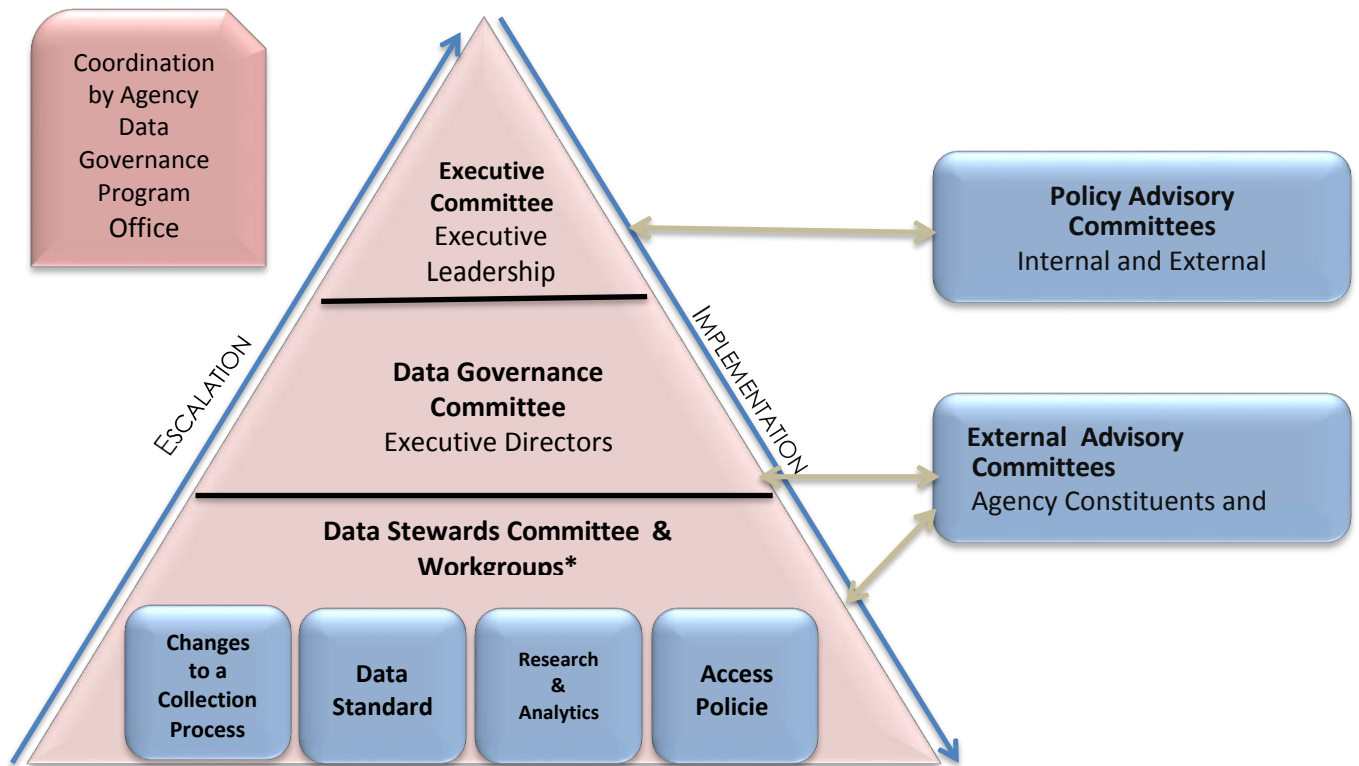 Coordination
by Agency
Data
Governance
Program
Office
Executive
Committee
Executive
Leadership
Policy Advisory
Committees
Internal and External
ESCALATION
IMPLEMENTATION
Data Governance
Committee
Executive Directors
External Advisory
Committees
Agency Constituents and
Data Stewards Committee &
Workgroups*
Changes
to a
Collection
Process
Data
Standard
Research
&
Analytics
Access
Policie